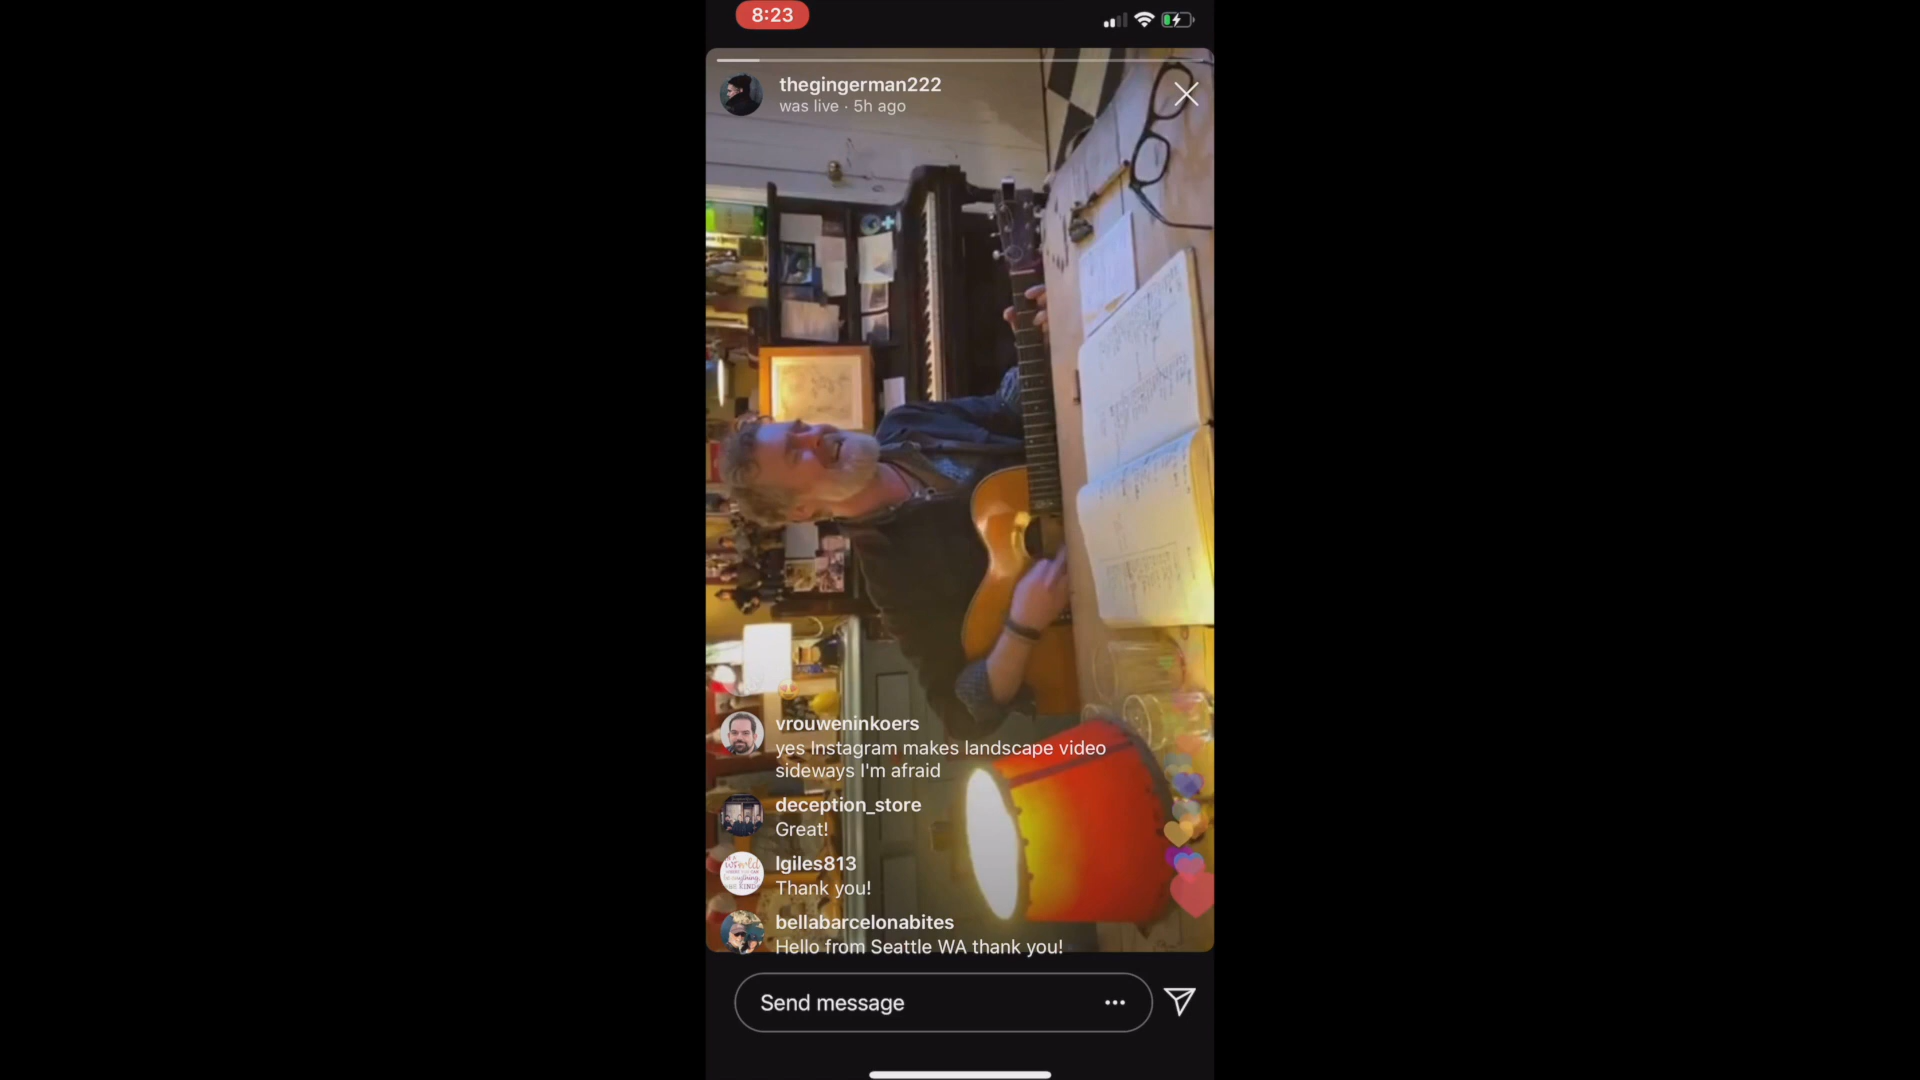 8:23
thegingerman222
was live · 5h ago
vrouweninkoers
yes Instagram makes landscape video
sideways I'm afraid
deception_store
Great!
lgiles813
Thank you!
bellabarcelonabites
Hello from Seattle WA thank you!
Send message